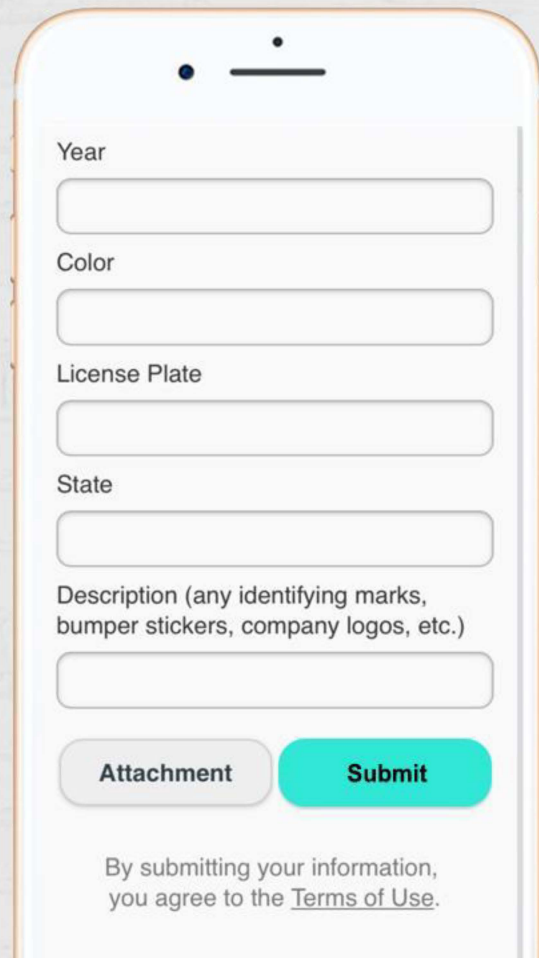 Year
Color
License Plate
State
Description (any identifying marks,
bumper stickers, company logos, etc.)
Attachment
Submit
By submitting your information,
you agree to the Terms of Use.